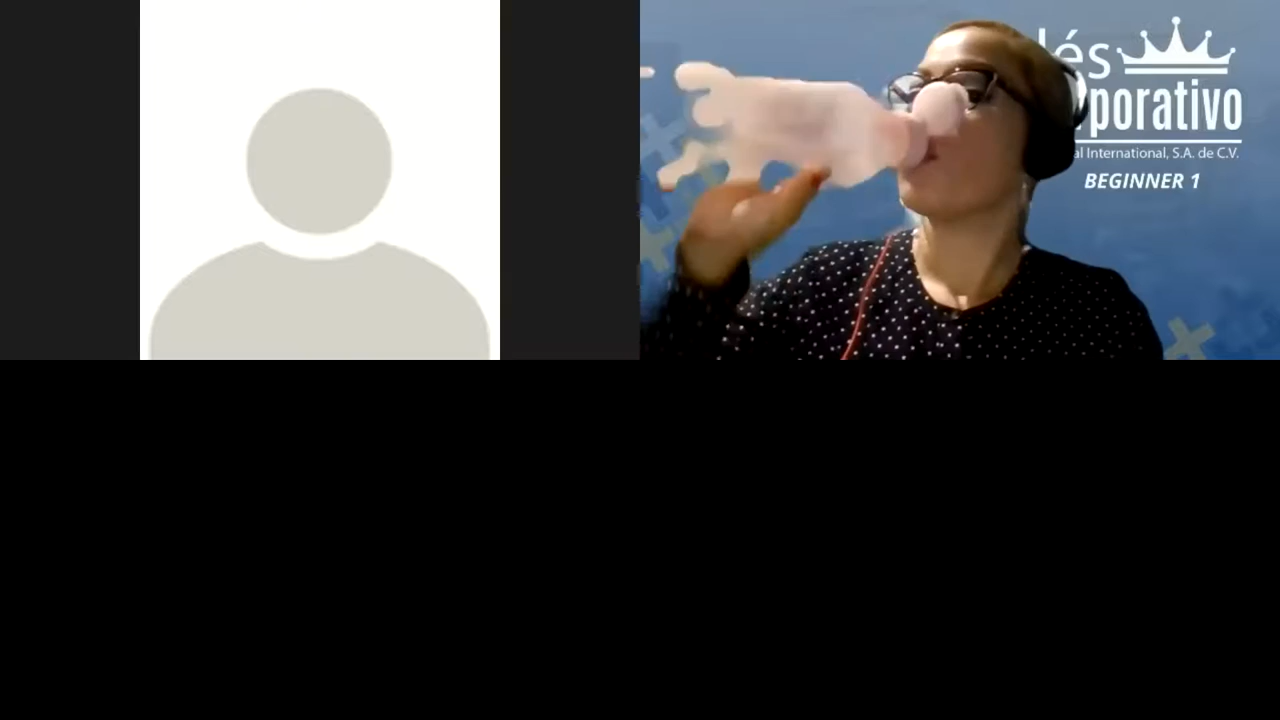 lés
porativo
al International, S.A. de C.V.
BEGINNER 1